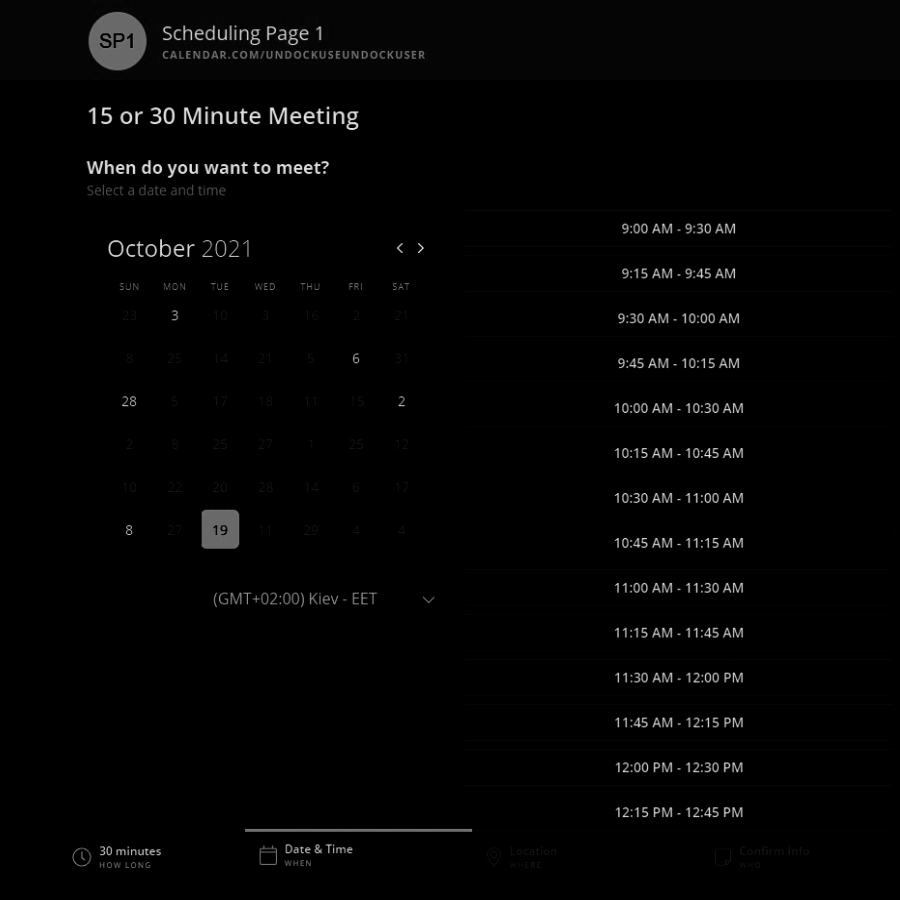 SP1
Scheduling Page 1
CALENDAR.COM/UNDOCKUSEUNDOCKUSER
15 or 30 Minute Meeting
When do you want to meet?
Select a date and time
October 2021
SUN MON TUE WED THU FRI SAT
23 3 10 3 16 2 21
8 25 14 21 5 6 31
28 5 17 18 11 15 2
2 8 25 27 1 25 12
10 22 20 28 14 6 17
8 27 19 11 29 4 4
(GMT+02:00) Kiev - EET
9:00 AM - 9:30 AM
9:15 AM - 9:45 AM
9:30 AM - 10:00 AM
9:45 AM - 10:15 AM
10:00 AM - 10:30 AM
10:15 AM - 10:45 AM
10:30 AM - 11:00 AM
10:45 AM - 11:15 AM
11:00 AM - 11:30 AM
11:15 AM - 11:45 AM
11:30 AM - 12:00 PM
11:45 AM - 12:15 PM
12:00 PM - 12:30 PM
12:15 PM - 12:45 PM
30 minutes
HOW LONG
Date & Time
WHEN
Location
WHERE
Confirm Info
WHO